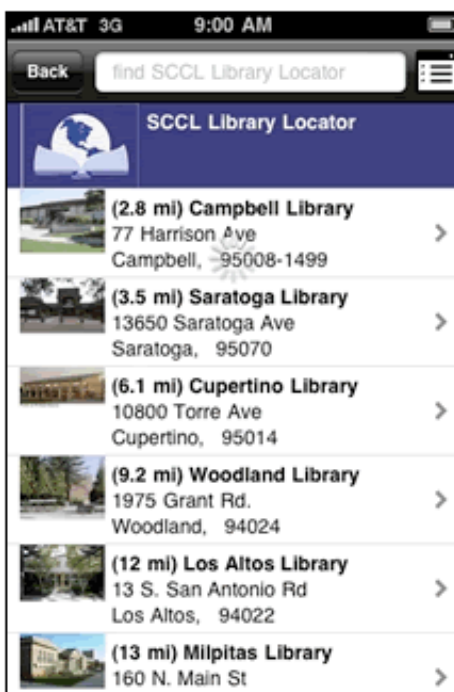 AT&T 3G 9:00 AM
Back find SCCL Library Locator
SCCL Library Locator
(2.8 mi) Campbell Library
77 Harrison Ave
Campbell, 95008-1499
(3.5 mi) Saratoga Library
13650 Saratoga Ave
Saratoga, 95070
(6.1 mi) Cupertino Library
10800 Torre Ave
Cupertino, 95014
(9.2 mi) Woodland Library
1975 Grant Rd.
Woodland, 94024
(12 mi) Los Altos Library
13 S. San Antonio Rd
Los Altos, 94022
(13 mi) Milpitas Library
160 N. Main St